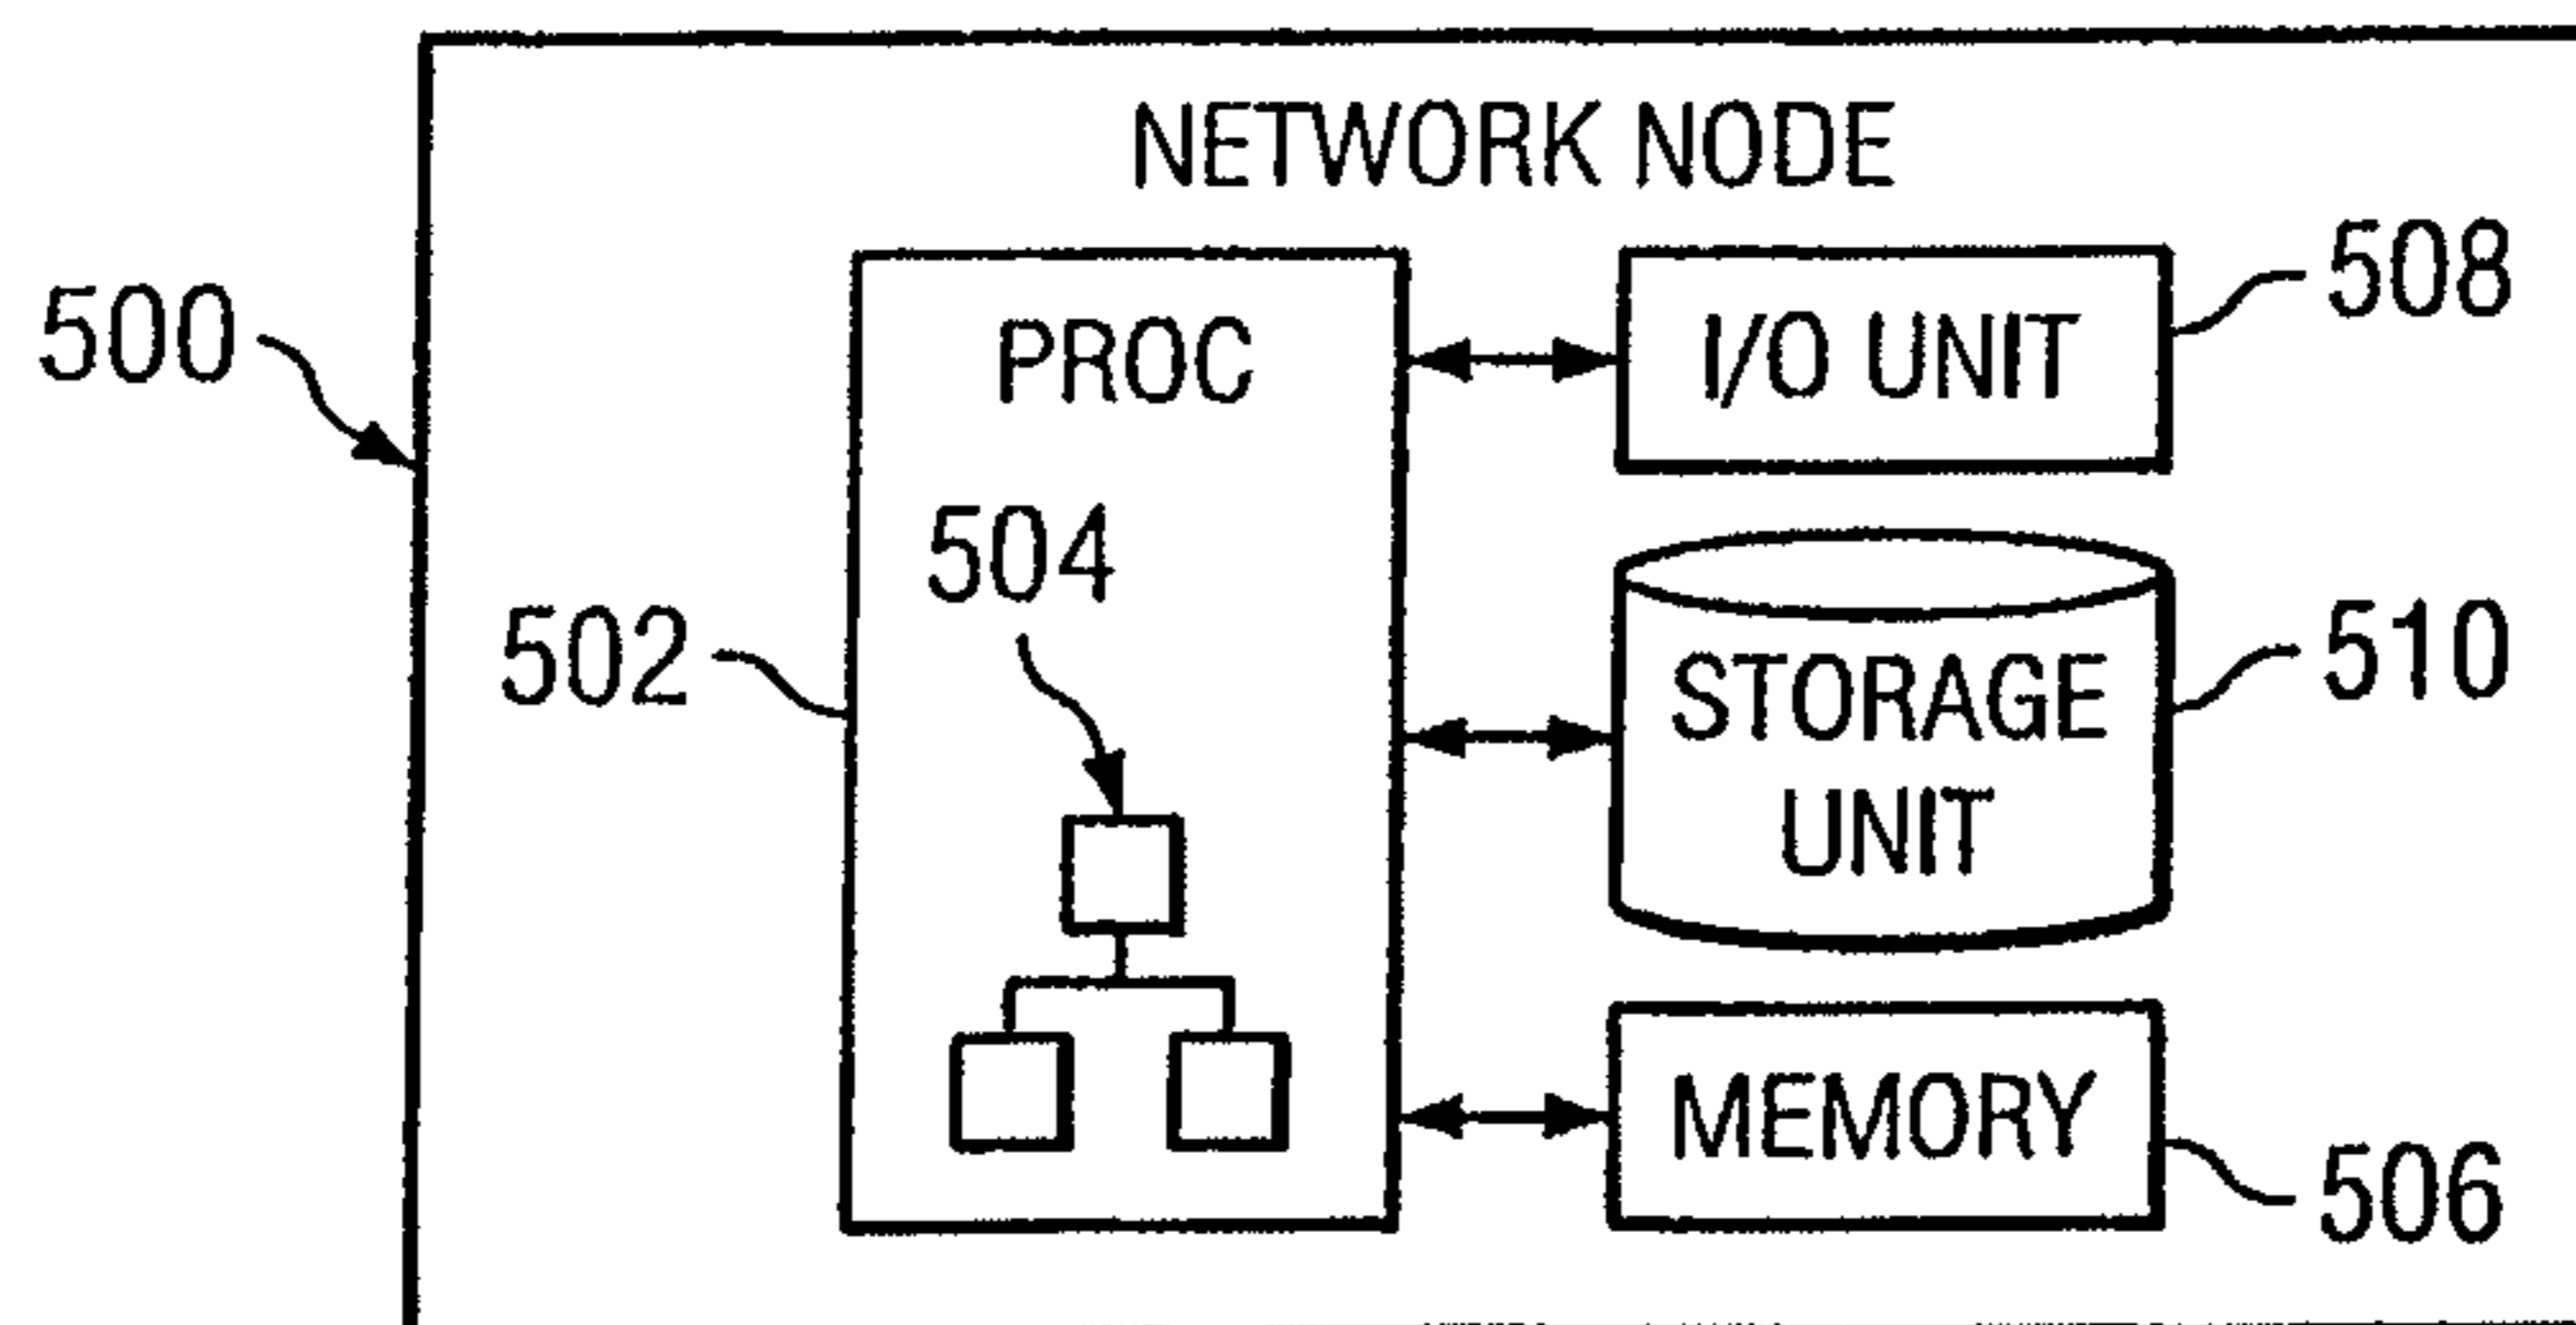 NETWORK NODE
500
PROC
I/O UNIT
508
504
502
STORAGE
UNIT
510
MEMORY
506